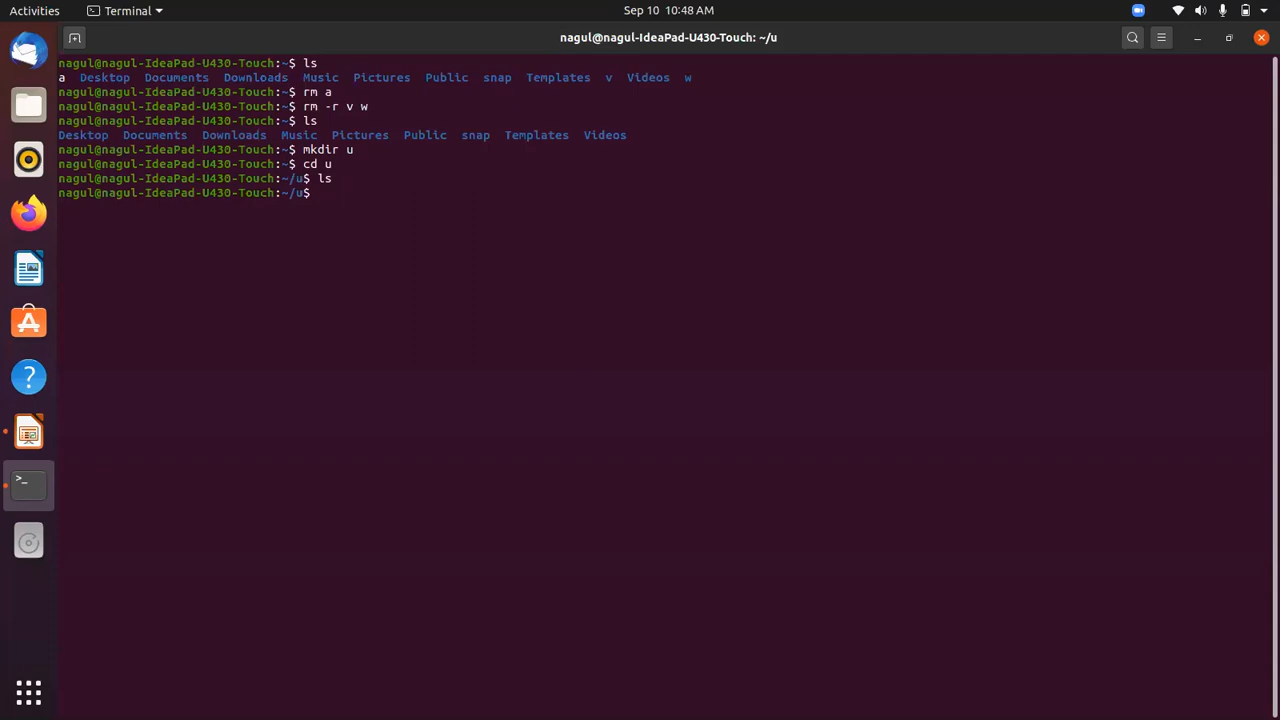 Activities Terminal Sep 10 10:48 AM
nagul@nagul-IdeaPad-U430-Touch: ~/u
nagul@nagul-IdeaPad-U430-Touch:~$ ls
a Desktop Documents Downloads Music Pictures Public snap Templates v Videos w
nagul@nagul-IdeaPad-U430-Touch:~$ rm a
nagul@nagul-IdeaPad-U430-Touch:~$ rm -r v w
nagul@nagul-IdeaPad-U430-Touch:~$ ls
Desktop Documents Downloads Music Pictures Public snap Templates Videos
nagul@nagul-IdeaPad-U430-Touch:~$ mkdir u
nagul@nagul-IdeaPad-U430-Touch:~$ cd u
nagul@nagul-IdeaPad-U430-Touch:~/u$ ls
nagul@nagul-IdeaPad-U430-Touch:~/u$